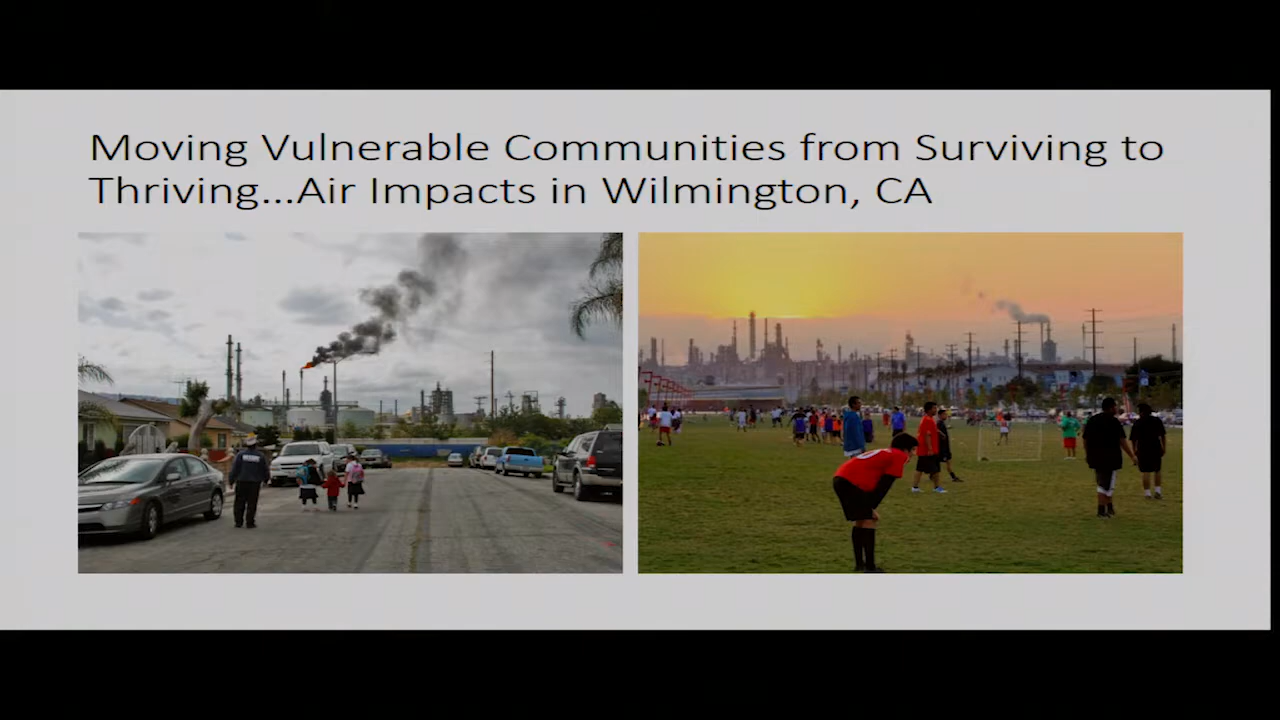 Moving Vulnerable Communities from Surviving to
Thriving...Air Impacts in Wilmington, CA